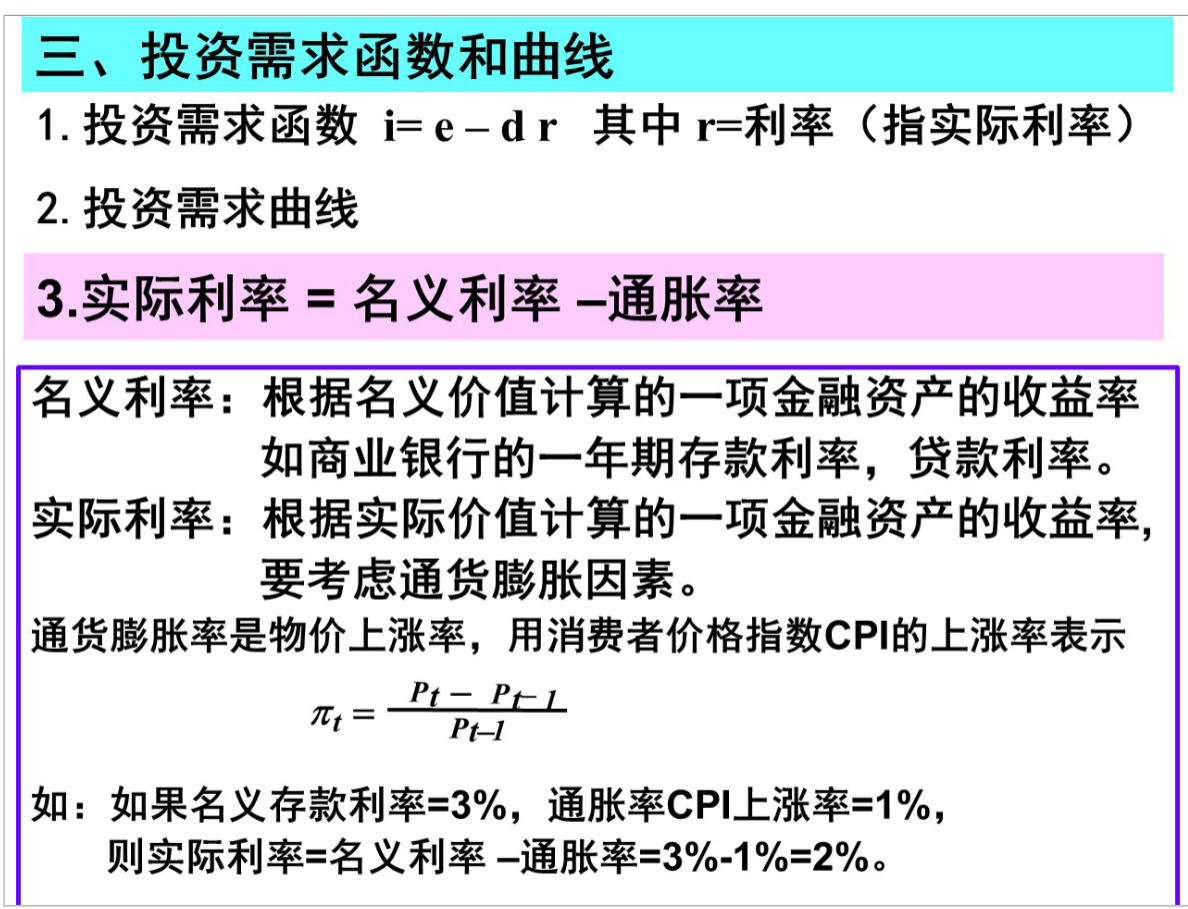 三、投资需求函数和曲线
1.投资需求函数 i= e – d r 其中 r=利率（指实际利率）
2.投资需求曲线
3.实际利率 = 名义利率 –通胀率
名义利率：根据名义价值计算的一项金融资产的收益率
如商业银行的一年期存款利率，贷款利率。
实际利率：根据实际价值计算的一项金融资产的收益率,
要考虑通货膨胀因素。
通货膨胀率是物价上涨率，用消费者价格指数CPI的上涨率表示
πt = (Pt – Pt–1) / Pt–1
如：如果名义存款利率=3%，通胀率CPI上涨率=1%，
则实际利率=名义利率 –通胀率=3%-1%=2%。